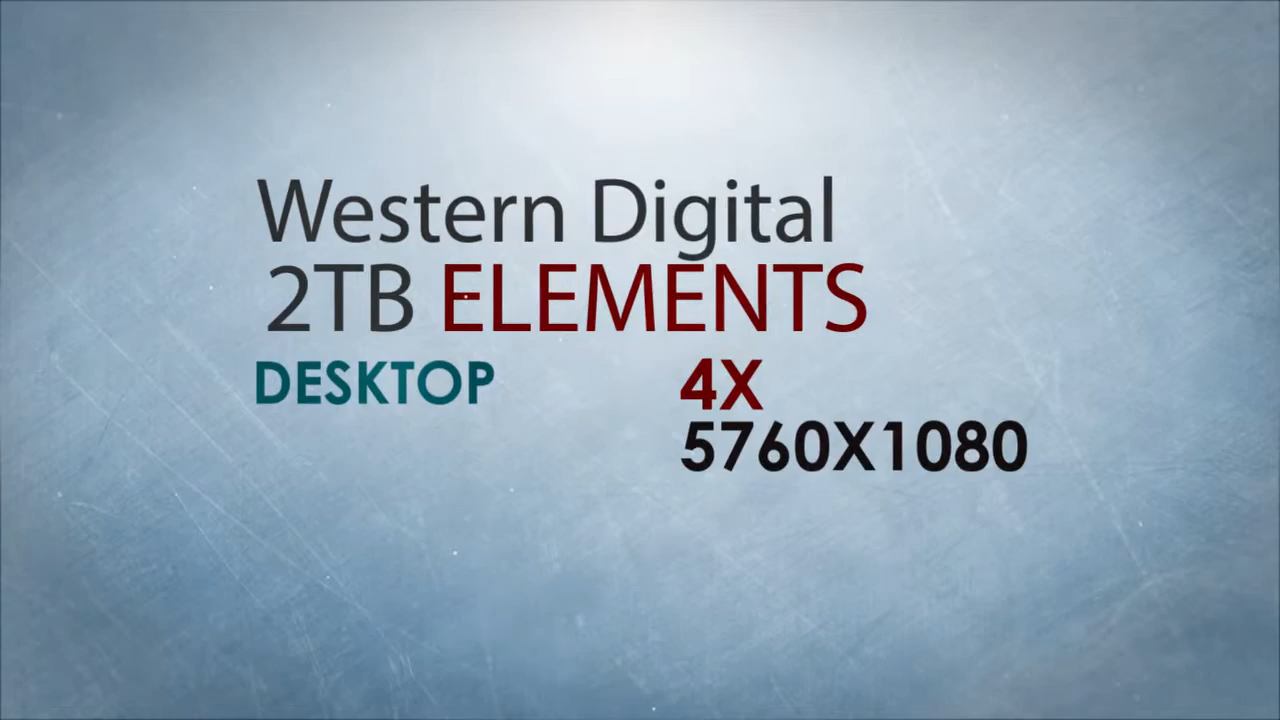 Western Digital
2TB ELEMENTS
DESKTOP
4X
5760X1080